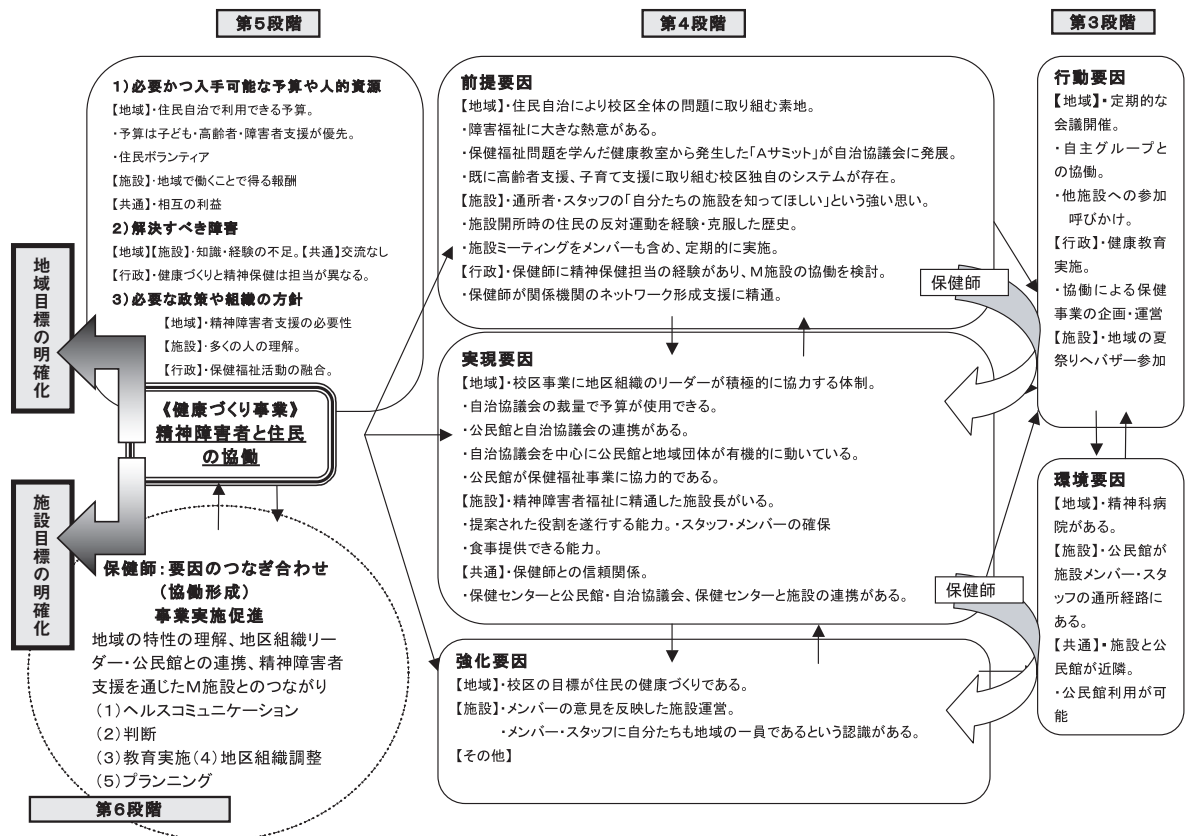 第5段階
1)必要かつ入手可能な予算や人的資源
【地域】・住民自治で利用できる予算。
・予算は子ども・高齢者・障害者支援が優先。
・住民ボランティア
【施設】・地域で働くことで得る報酬
【共通】・相互の利益
2)解決すべき障害
【地域】【施設】・知識・経験の不足。【共通】交流なし
【行政】・健康づくりと精神保健は担当が異なる。
3)必要な政策や組織の方針
【地域】・精神障害者支援の必要性
【施設】・多くの人の理解。
【行政】・保健福祉活動の融合。
地域目標の明確化
《健康づくり事業》
精神障害者と住民
の協働
施設目標の明確化
保健師:要因のつなぎ合わせ
(協働形成)
事業実施促進
地域の特性の理解、地区組織リー
ダー・公民館との連携、精神障害者
支援を通じたM施設とのつながり
(1)ヘルスコミュニケーション
(2)判断
(3)教育実施(4)地区組織調整
(5)プランニング
第6段階
第4段階
前提要因
【地域】・住民自治により校区全体の問題に取り組む素地。
・障害福祉に大きな熱意がある。
・保健福祉問題を学んだ健康教室から発生した「Aサミット」が自治協議会に発展。
・既に高齢者支援、子育て支援に取り組む校区独自のシステムが存在。
【施設】・通所者・スタッフの「自分たちの施設を知ってほしい」という強い思い。
・施設開所時の住民の反対運動を経験・克服した歴史。
・施設ミーティングをメンバーも含め、定期的に実施。
【行政】・保健師に精神保健担当の経験があり、M施設の協働を検討。
・保健師が関係機関のネットワーク形成支援に精通。
保健師
実現要因
【地域】・校区事業に地区組織のリーダーが積極的に協力する体制。
・自治協議会の裁量で予算が使用できる。
・公民館と自治協議会の連携がある。
・自治協議会を中心に公民館と地域団体が有機的に動いている。
・公民館が保健福祉事業に協力的である。
【施設】・精神障害者福祉に精通した施設長がいる。
・提案された役割を遂行する能力。・スタッフ・メンバーの確保
・食事提供できる能力。
【共通】・保健師との信頼関係。
・保健センターと公民館・自治協議会、保健センターと施設の連携がある。
保健師
強化要因
【地域】・校区の目標が住民の健康づくりである。
【施設】・メンバーの意見を反映した施設運営。
・メンバー・スタッフに自分たちも地域の一員であるという認識がある。
【その他】
第3段階
行動要因
【地域】・定期的な
会議開催。
・自主グループと
の協働。
・他施設への参加
呼びかけ。
【行政】・健康教育
実施。
・協働による保健
事業の企画・運営
【施設】・地域の夏
祭りへバザー参加
環境要因
【地域】・精神科病
院がある。
【施設】・公民館が
施設メンバー・スタ
ッフの通所経路に
ある。
【共通】・施設と公
民館が近隣。
・公民館利用が可
能